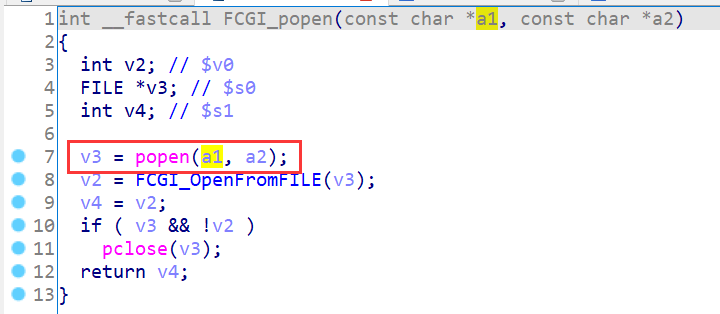 1 int __fastcall FCGI_popen(const char *a1, const char *a2)
2 {
3 int v2; // $v0
4 FILE *v3; // $s0
5 int v4; // $s1
6
7 v3 = popen(a1, a2);
8 v2 = FCGI_OpenFromFILE(v3);
9 v4 = v2;
10 if ( v3 && !v2 )
11 pclose(v3);
12 return v4;
13 }